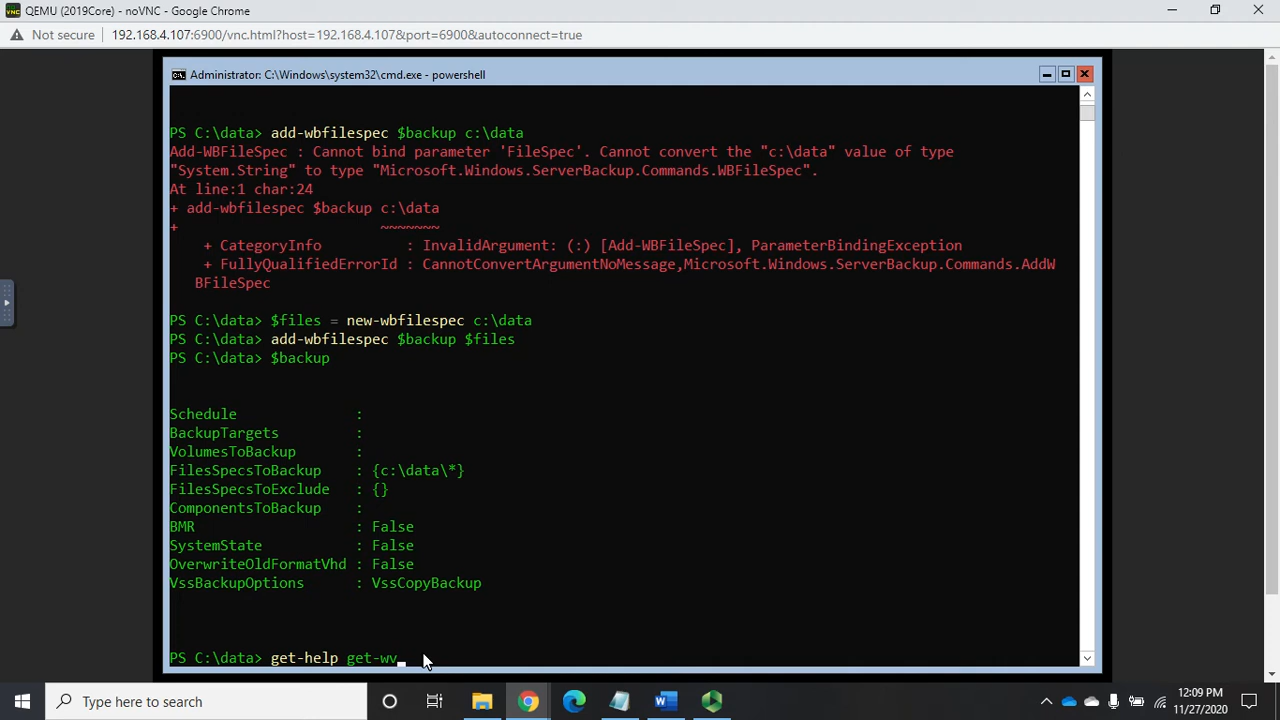 QEMU (2019Core) - noVNC - Google Chrome
Not secure 192.168.4.107:6900/vnc.html?host=192.168.4.107&port=6900&autoconnect=true
Administrator: C:\Windows\system32\cmd.exe - powershell
PS C:\data> add-wbfilespec $backup c:\data
Add-WBFileSpec : Cannot bind parameter 'FileSpec'. Cannot convert the "c:\data" value of type
"System.String" to type "Microsoft.Windows.ServerBackup.Commands.WBFileSpec".
At line:1 char:24
+ add-wbfilespec $backup c:\data
+                        ~~~~~~~
    + CategoryInfo          : InvalidArgument: (:) [Add-WBFileSpec], ParameterBindingException
    + FullyQualifiedErrorId : CannotConvertArgumentNoMessage,Microsoft.Windows.ServerBackup.Commands.AddW
   BFileSpec
PS C:\data> $files = new-wbfilespec c:\data
PS C:\data> add-wbfilespec $backup $files
PS C:\data> $backup
Schedule              :
BackupTargets         :
VolumesToBackup       :
FilesSpecsToBackup    : {c:\data\*}
FilesSpecsToExclude   : {}
ComponentsToBackup    :
BMR                   : False
SystemState           : False
OverwriteOldFormatVhd : False
VssBackupOptions      : VssCopyBackup
PS C:\data> get-help get-wv_
Type here to search
12:09 PM
11/27/2020